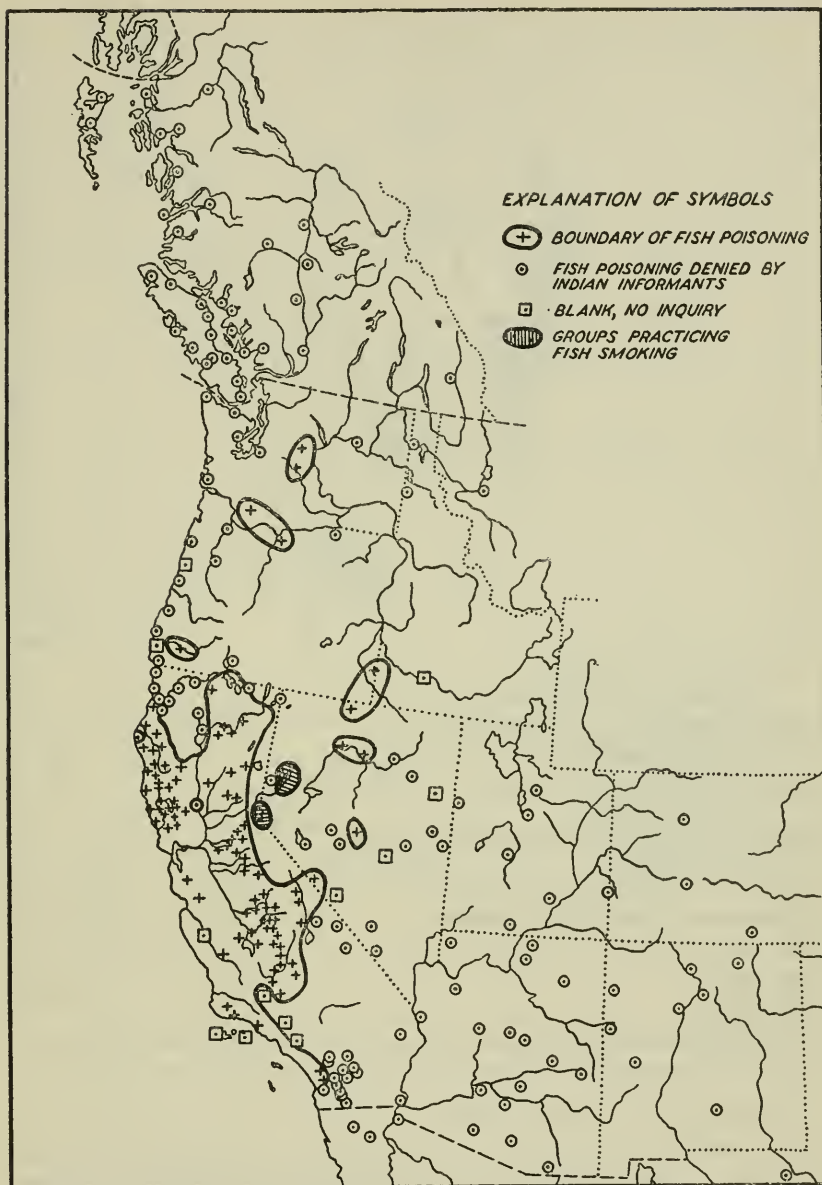 EXPLANATION OF SYMBOLS
BOUNDARY OF FISH POISONING
FISH POISONING DENIED BY
INDIAN INFORMANTS
BLANK, NO INQUIRY
GROUPS PRACTICING
FISH SMOKING